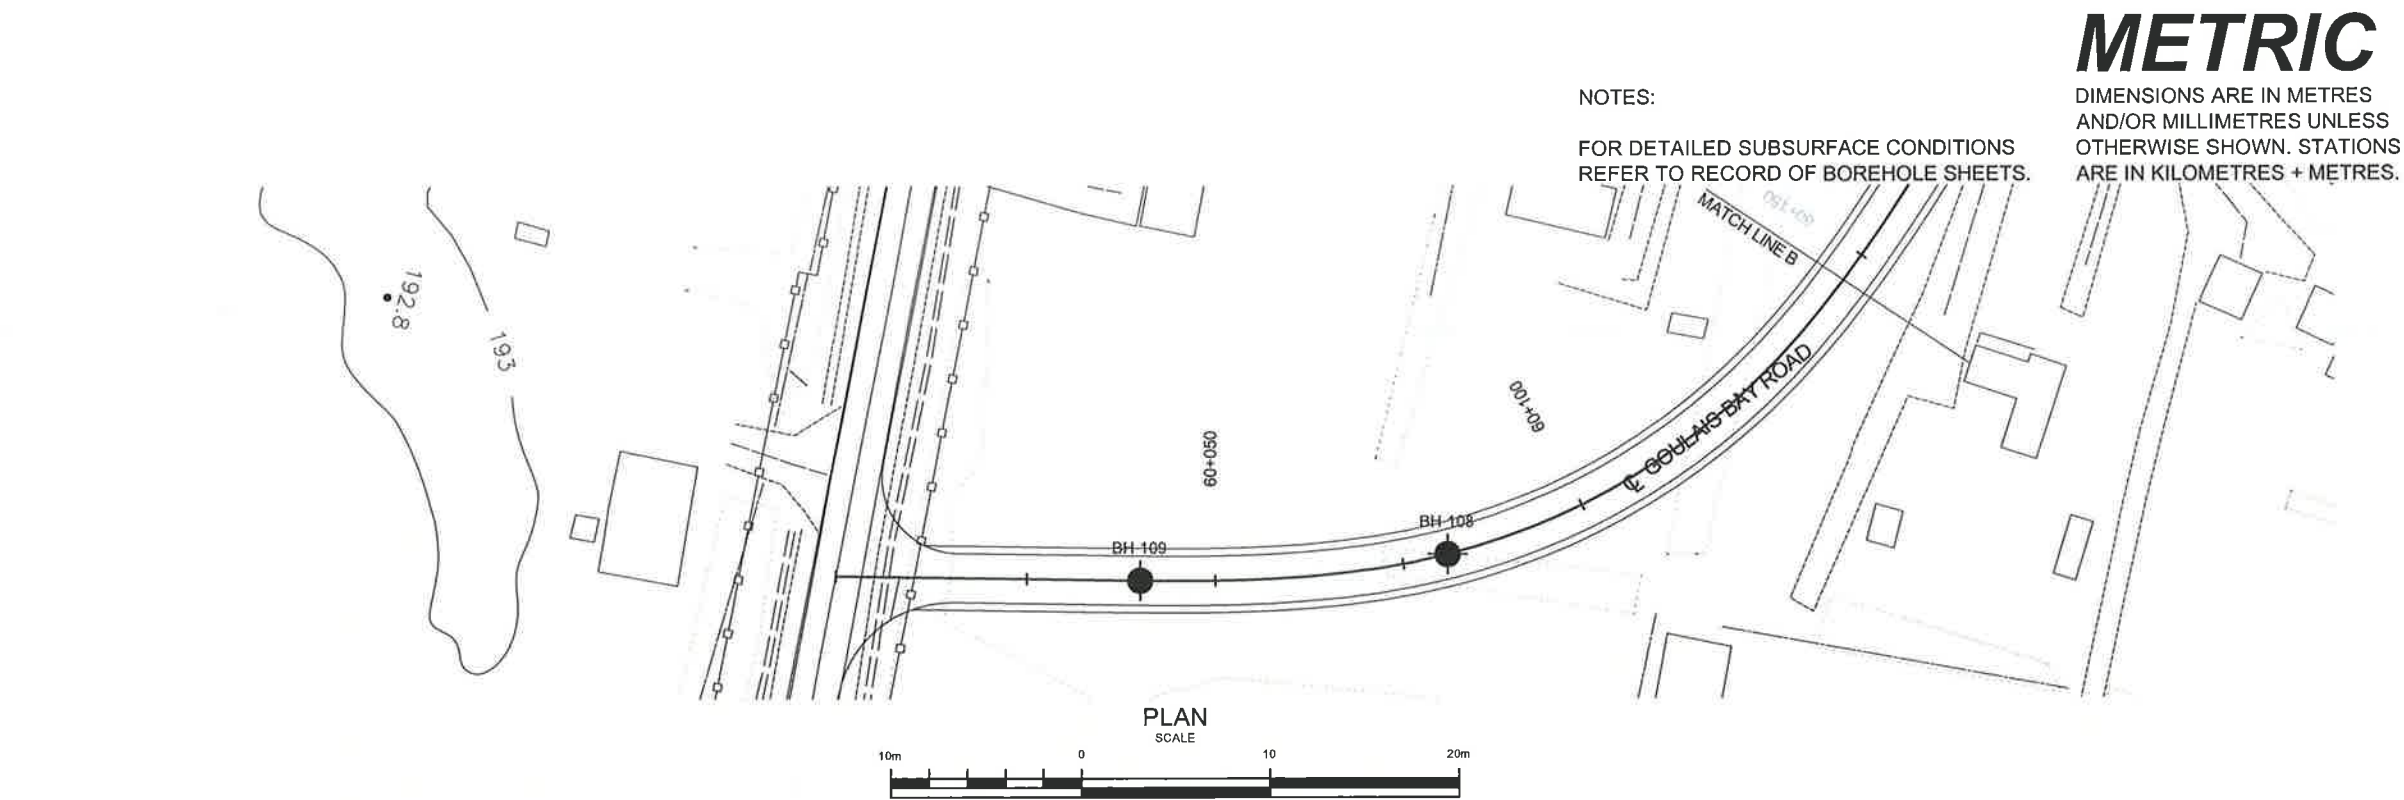 METRIC
DIMENSIONS ARE IN METRES
AND/OR MILLIMETRES UNLESS
OTHERWISE SHOWN. STATIONS
ARE IN KILOMETRES + METRES.
NOTES:
FOR DETAILED SUBSURFACE CONDITIONS
REFER TO RECORD OF BOREHOLE SHEETS.
60+150
MATCH LINE B
192.8
193
60+050
60+100
℄ GOULAIS BAY ROAD
BH 109
BH 108
PLAN
SCALE
10m 0 10 20m